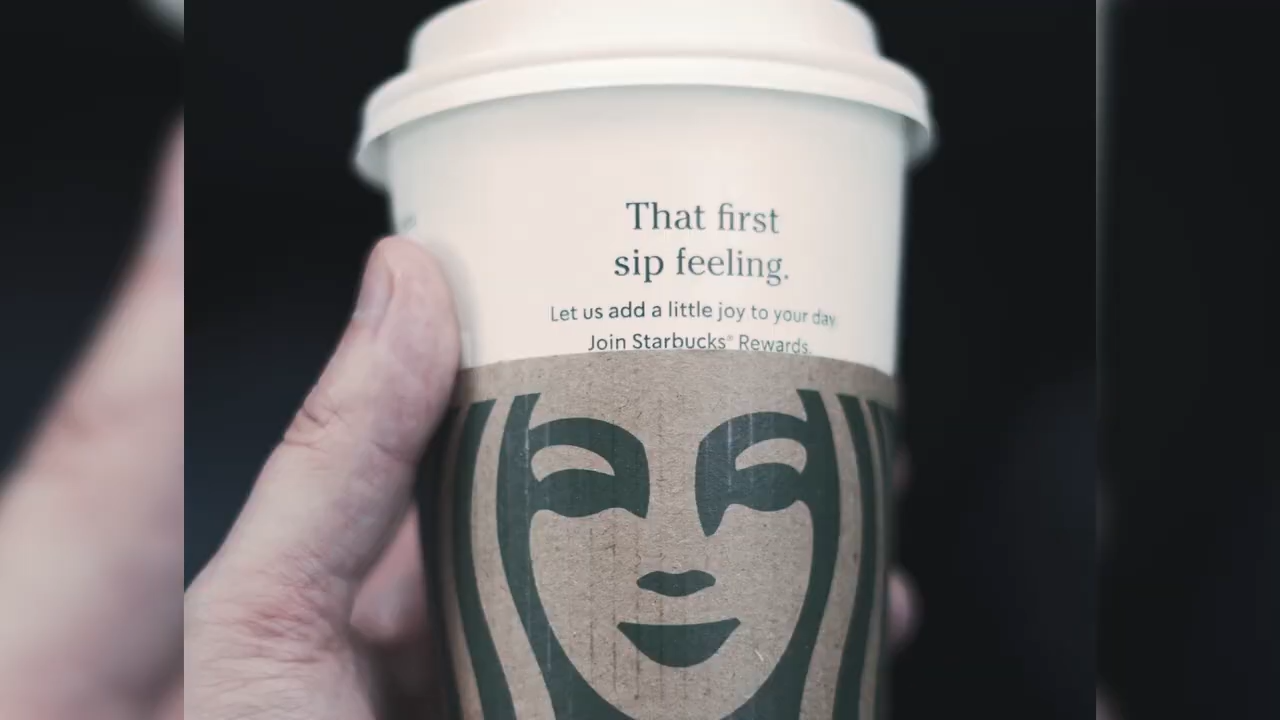 That first
sip feeling.
Let us add a little joy to your day
Join Starbucks® Rewards.